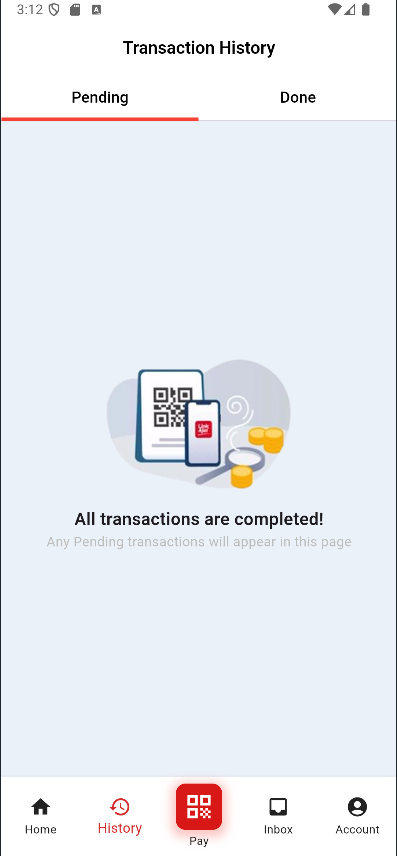 3:12
A
Transaction History
Pending
Done
All transactions are completed!
Any Pending transactions will appear in this page
Home
History
Pay
Inbox
Account